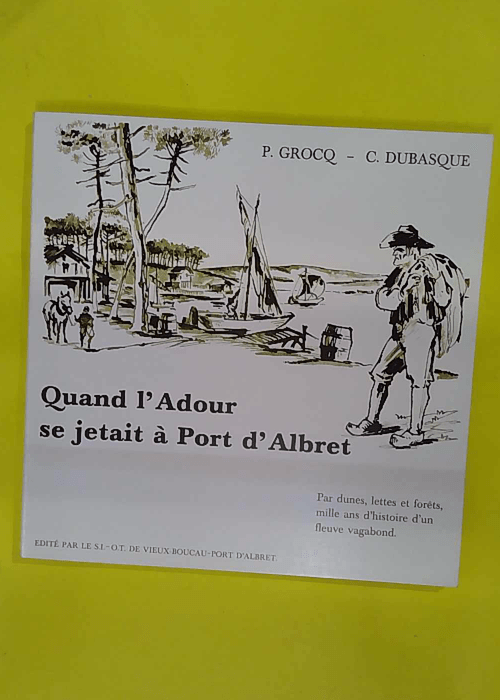 P. GROCQ – C. DUBASQUE
Quand l'Adour
se jetait à Port d'Albret
Par dunes, lettes et forêts,
mille ans d'histoire d'un
fleuve vagabond.
EDITÉ PAR LE S.I.-O.T. DE VIEUX-BOUCAU-PORT D'ALBRET